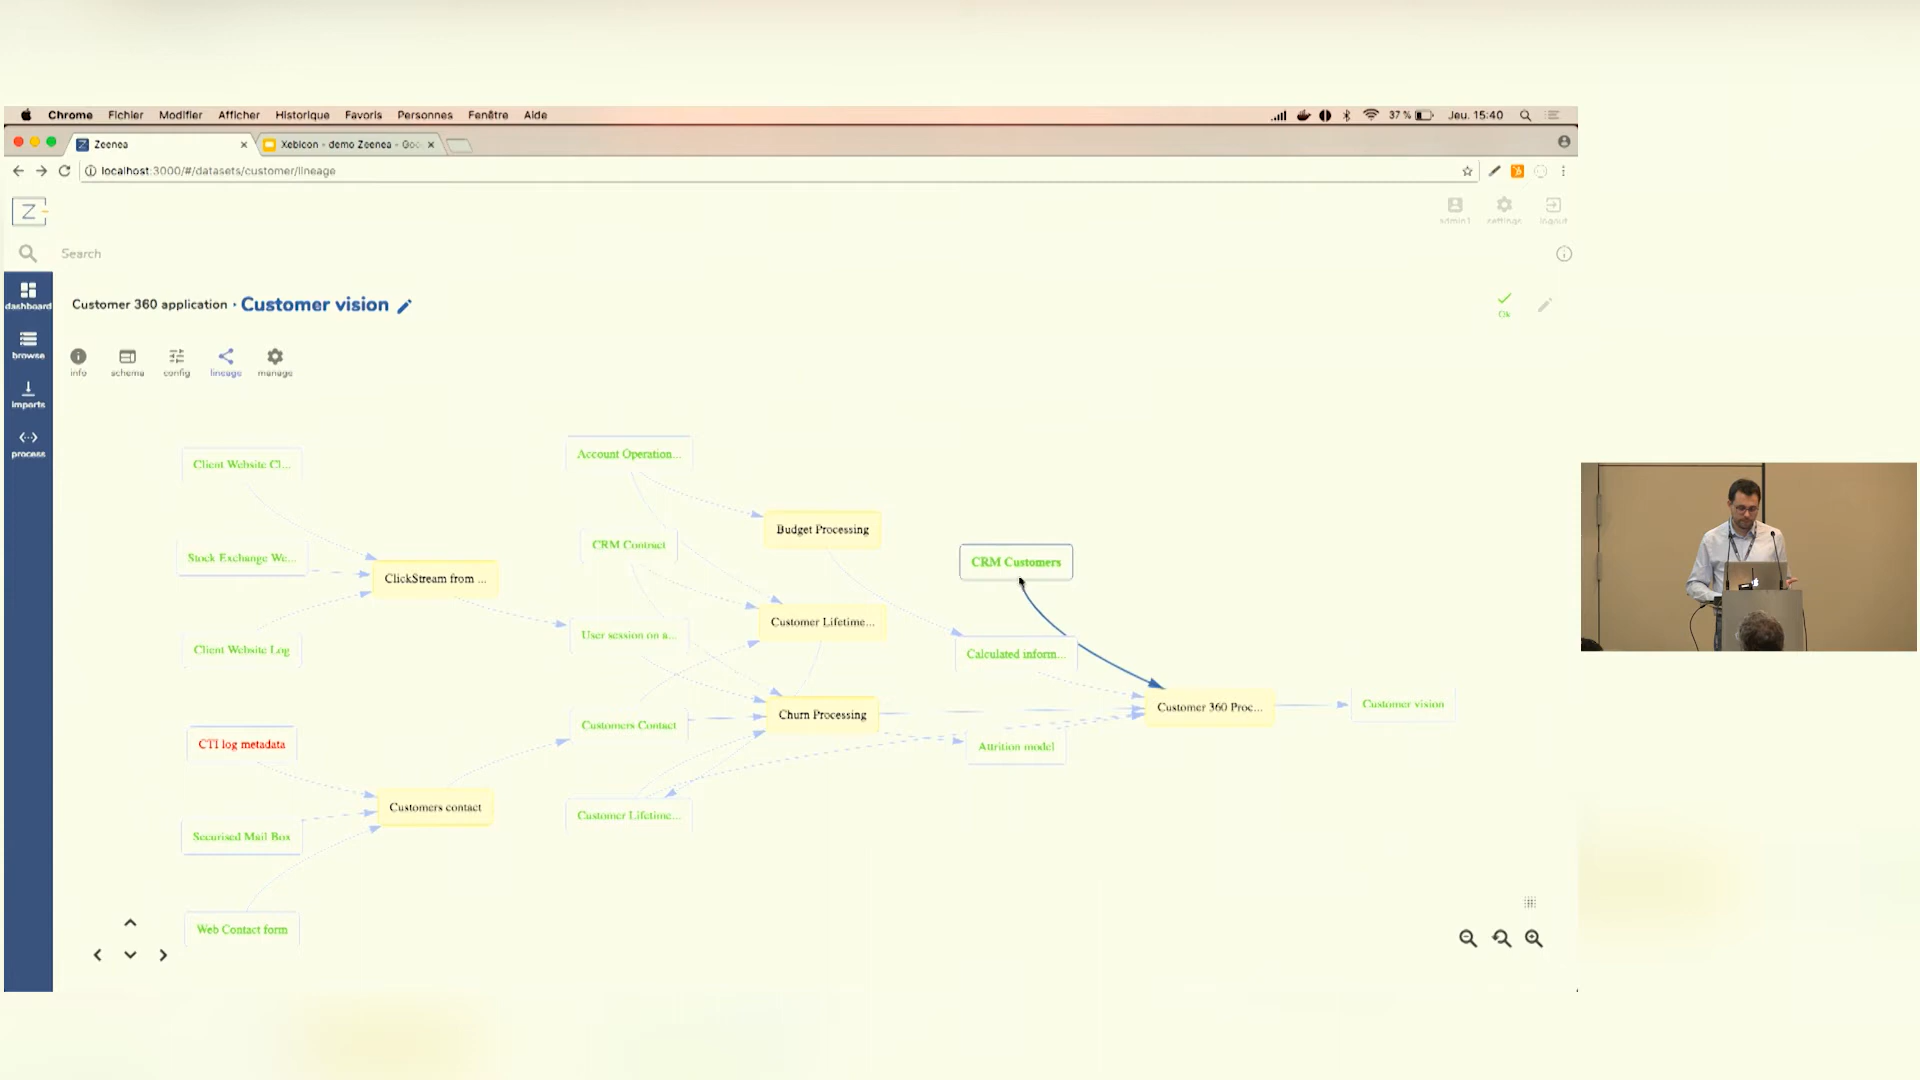 Chrome Fichier Modifier Afficher Historique Favoris Personnes Fenêtre Aide 37 % Jeu. 15:40
Zeenea
Xebicon - demo Zeenea - Goo
localhost:3000/#/datasets/customer/lineage
Z
admin1 settings logout
Search
dashboard
browse
imports
process
Customer 360 application • Customer vision
Ok
info schema config lineage manage
Client Website Cl...
Stock Exchange We...
ClickStream from ...
Client Website Log
CTI log metadata
Customers contact
Securised Mail Box
Web Contact form
Account Operation...
CRM Contract
User session on a...
Customers Contact
Customer Lifetime...
Budget Processing
Customer Lifetime...
Churn Processing
CRM Customers
Calculated inform...
Attrition model
Customer 360 Proc...
Customer vision